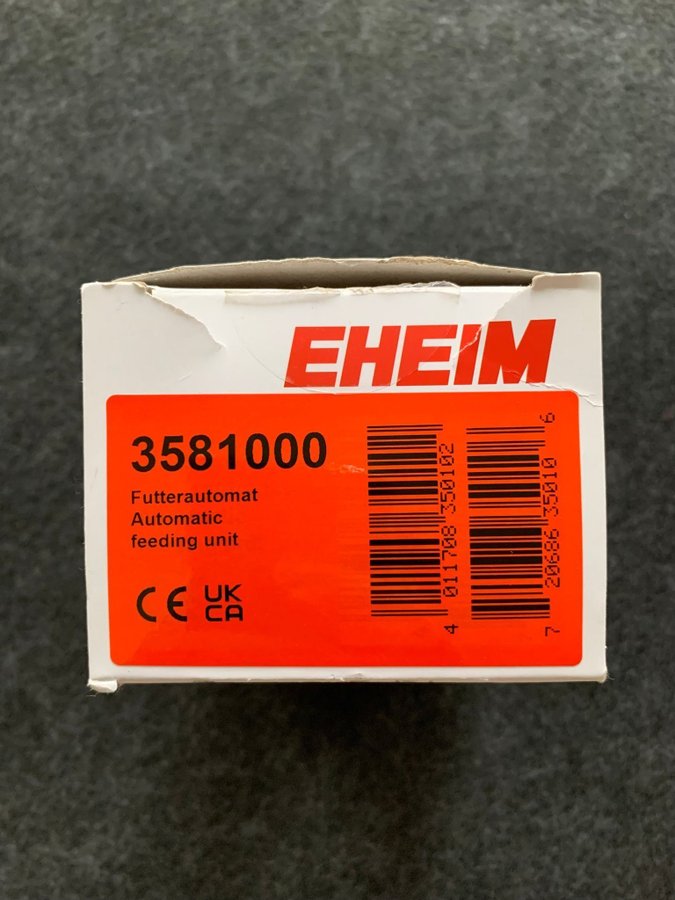 EHEIM
3581000
Futterautomat
Automatic
feeding unit
CE UK
CA
4 011708 350102
7 20686 35010 6